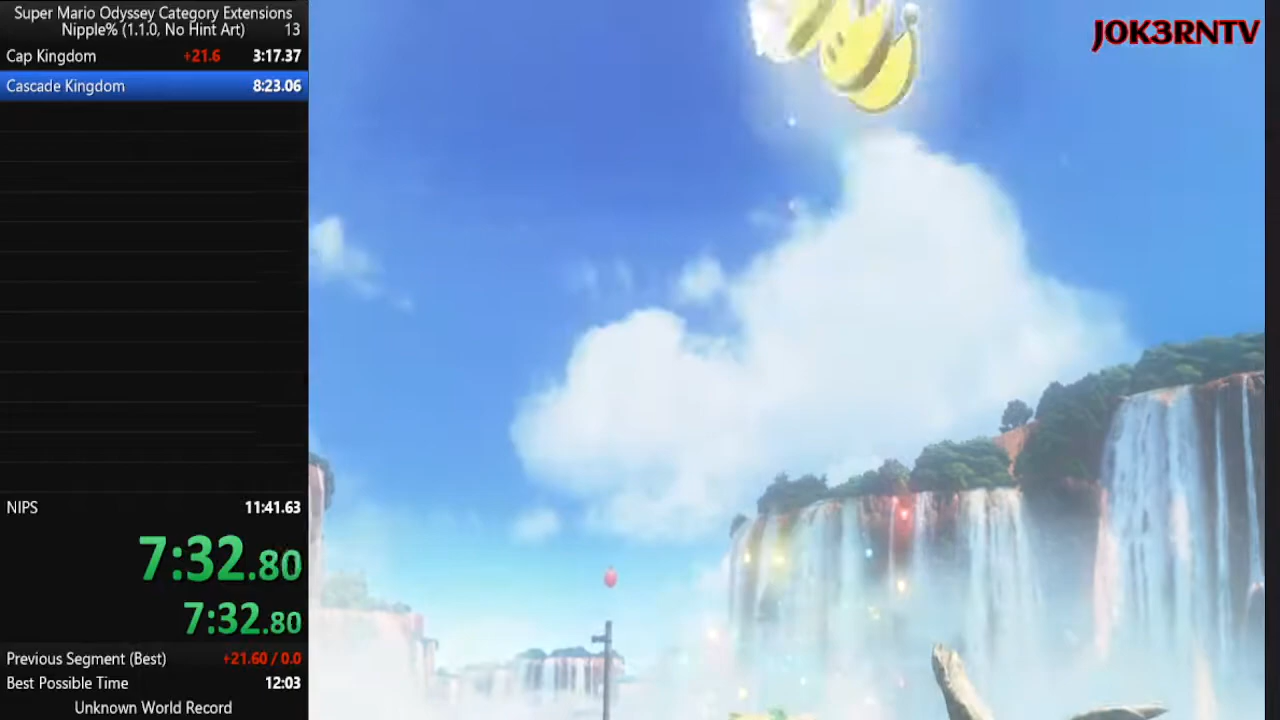 Super Mario Odyssey Category Extensions
Nipple% (1.1.0, No Hint Art) 13
Cap Kingdom +21.6 3:17.37
Cascade Kingdom 8:23.06
NIPS 11:41.63
7:32.80
7:32.80
Previous Segment (Best) +21.60 / 0.0
Best Possible Time 12:03
Unknown World Record
JOK3RNTV